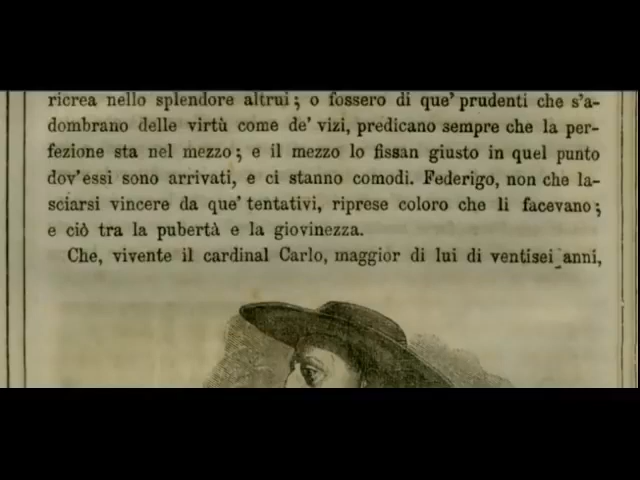 ricrea nello splendore altrui; o fossero di que' prudenti che s'a-
dombrano delle virtù come de' vizi, predicano sempre che la per-
fezione sta nel mezzo; e il mezzo lo fissan giusto in quel punto
dov'essi sono arrivati, e ci stanno comodi. Federigo, non che la-
sciarsi vincere da que' tentativi, riprese coloro che li facevano;
e ciò tra la pubertà e la giovinezza.
Che, vivente il cardinal Carlo, maggior di lui di ventisei anni,